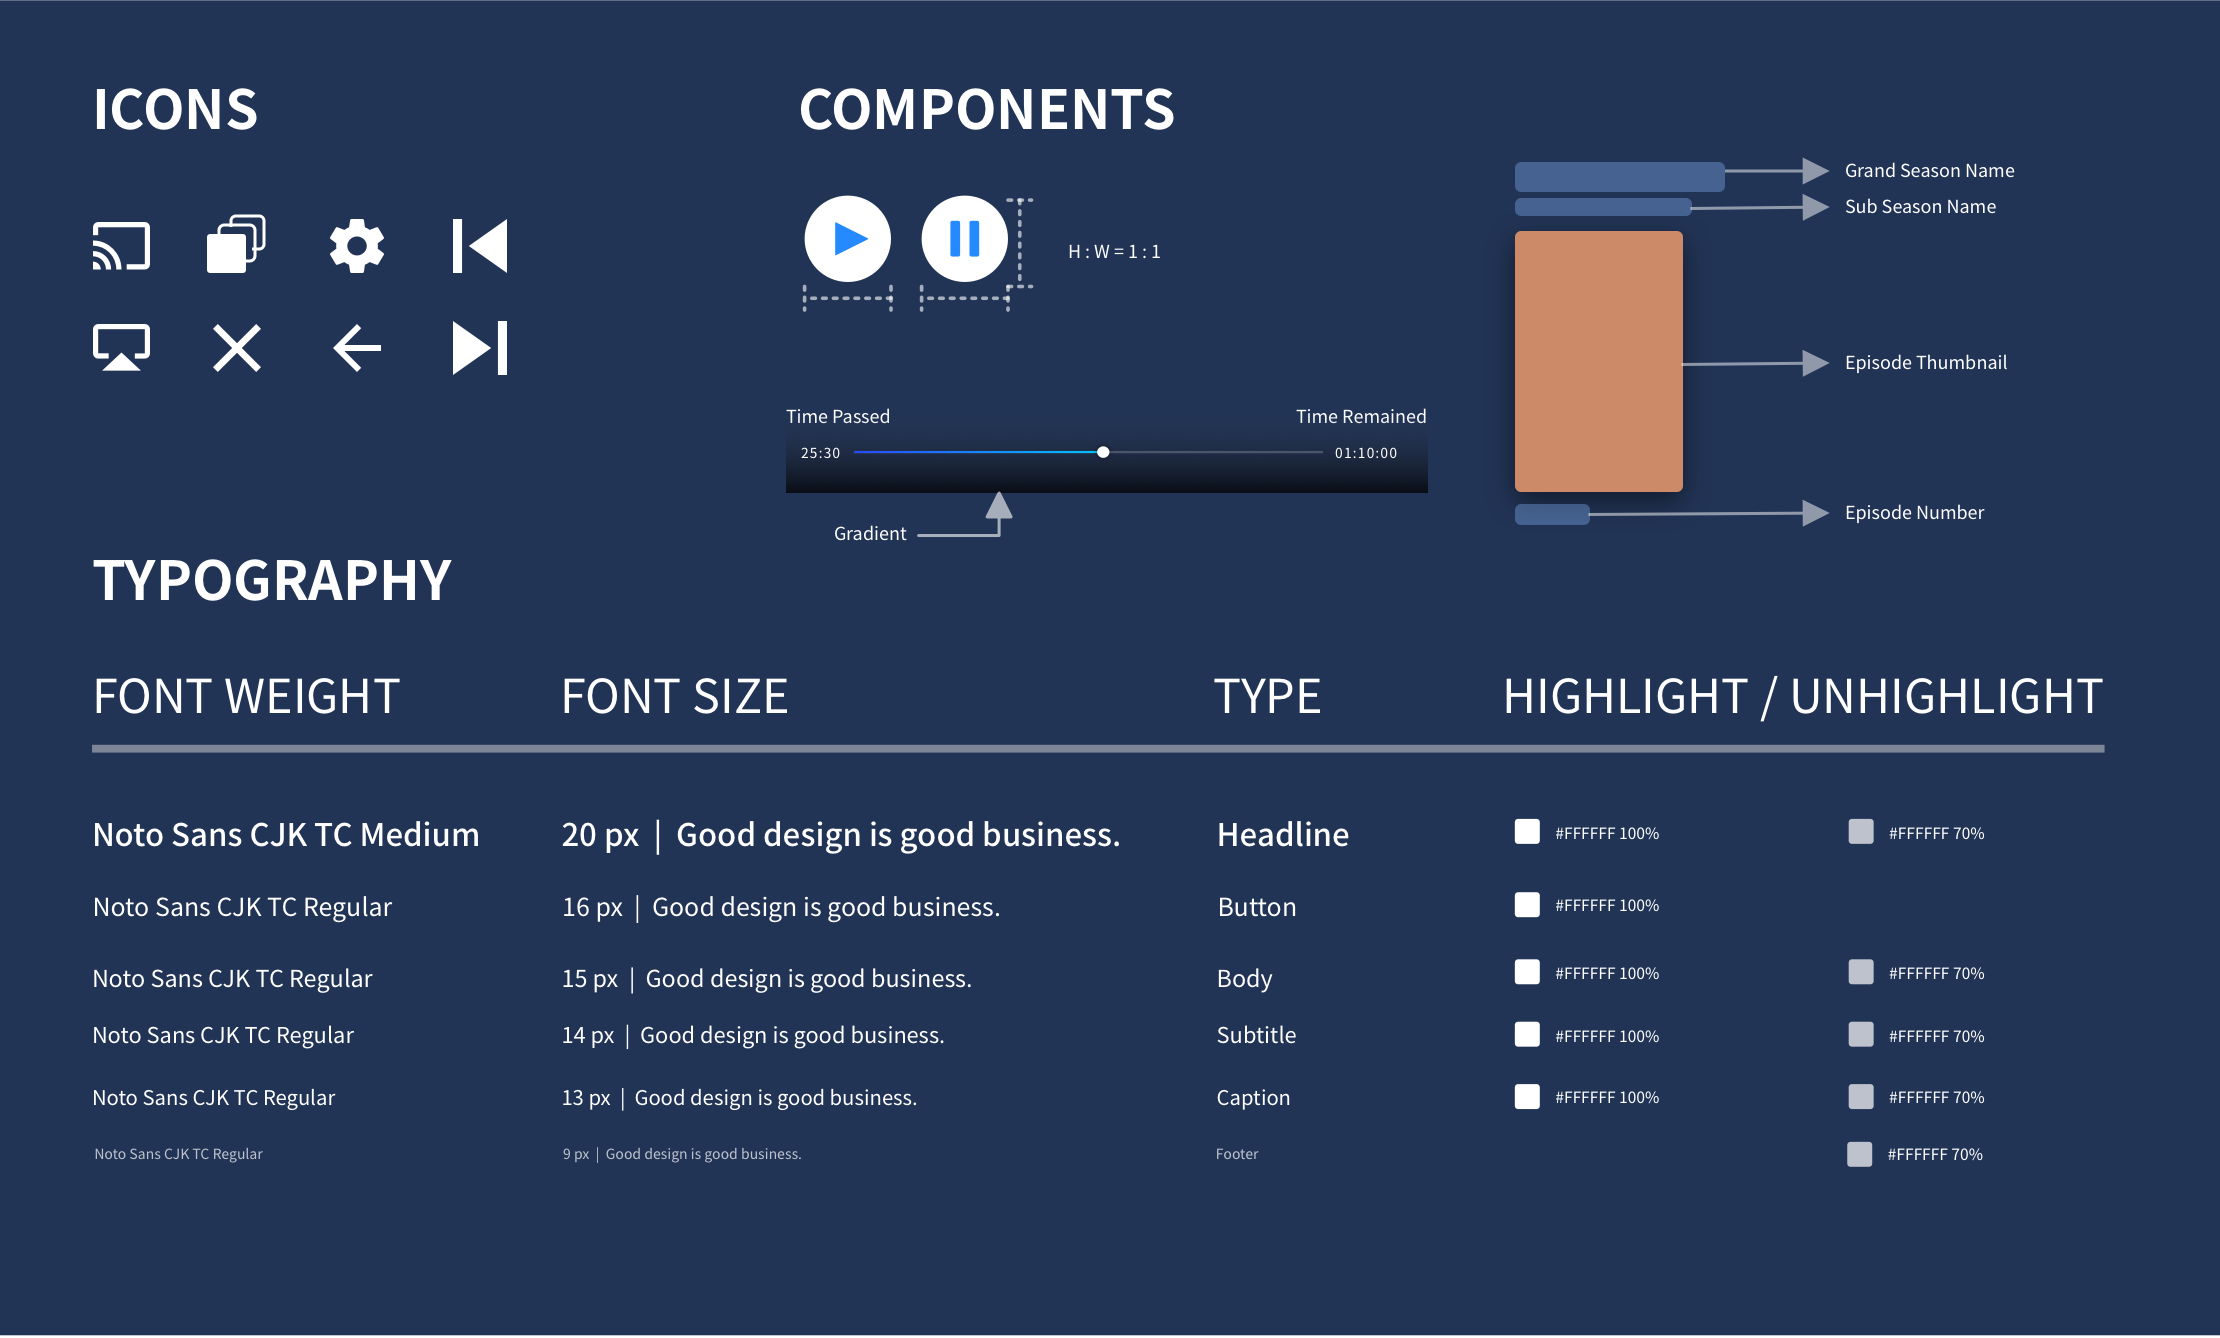 ICONS
COMPONENTS
H : W = 1 : 1
Grand Season Name
Sub Season Name
Episode Thumbnail
Episode Number
Time Passed
Time Remained
25:30
01:10:00
Gradient
TYPOGRAPHY
FONT WEIGHT
FONT SIZE
TYPE
HIGHLIGHT / UNHIGHLIGHT
Noto Sans CJK TC Medium
20 px | Good design is good business.
Headline
#FFFFFF 100%
#FFFFFF 70%
Noto Sans CJK TC Regular
16 px | Good design is good business.
Button
#FFFFFF 100%
Noto Sans CJK TC Regular
15 px | Good design is good business.
Body
#FFFFFF 100%
#FFFFFF 70%
Noto Sans CJK TC Regular
14 px | Good design is good business.
Subtitle
#FFFFFF 100%
#FFFFFF 70%
Noto Sans CJK TC Regular
13 px | Good design is good business.
Caption
#FFFFFF 100%
#FFFFFF 70%
Noto Sans CJK TC Regular
9 px | Good design is good business.
Footer
#FFFFFF 70%